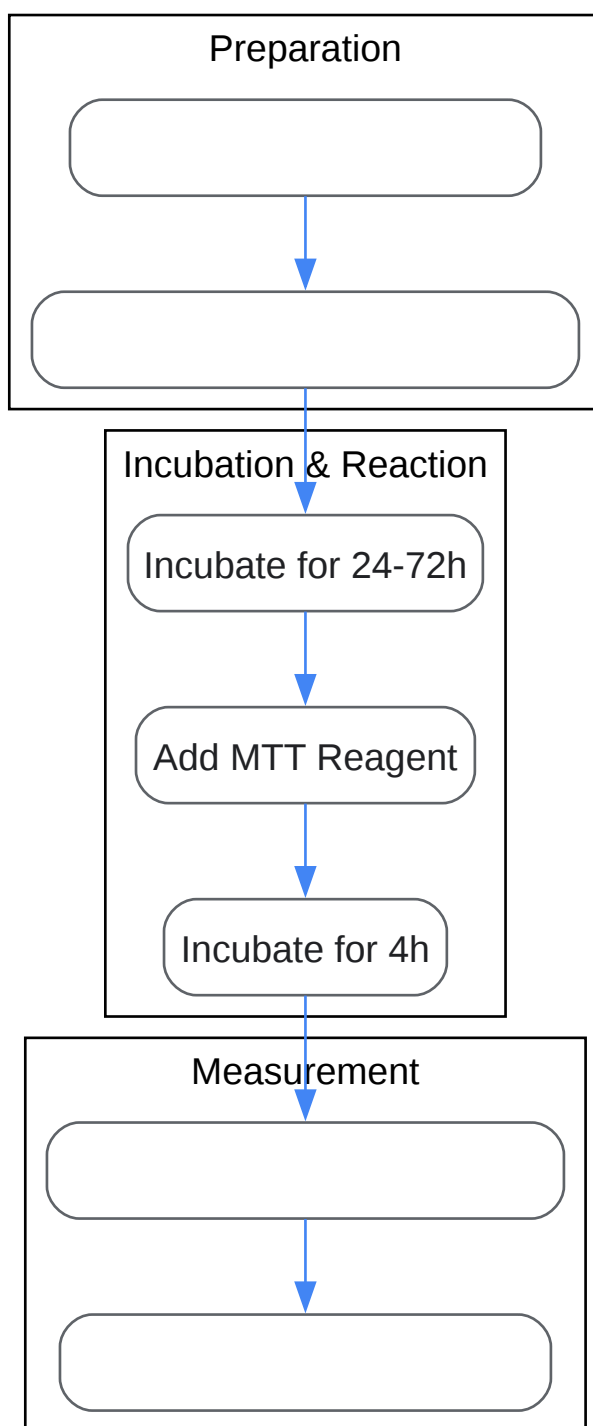 Preparation
Incubation & Reaction
Incubate for 24-72h
Add MTT Reagent
Incubate for 4h
Measurement